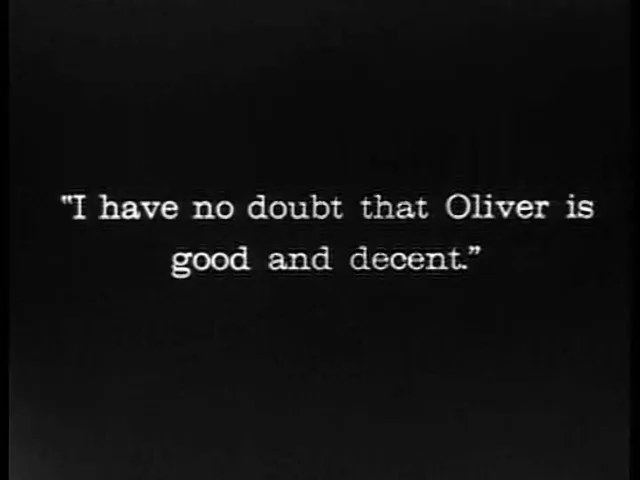 "I have no doubt that Oliver is
good and decent."